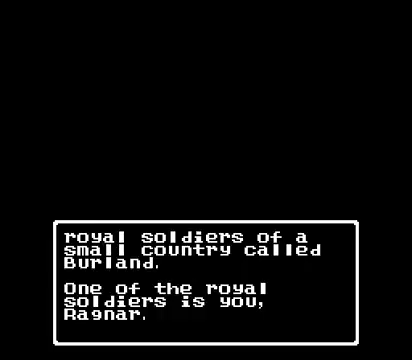 royal soldiers of a
small country called
Burland.
One of the royal
soldiers is you,
Ragnar.